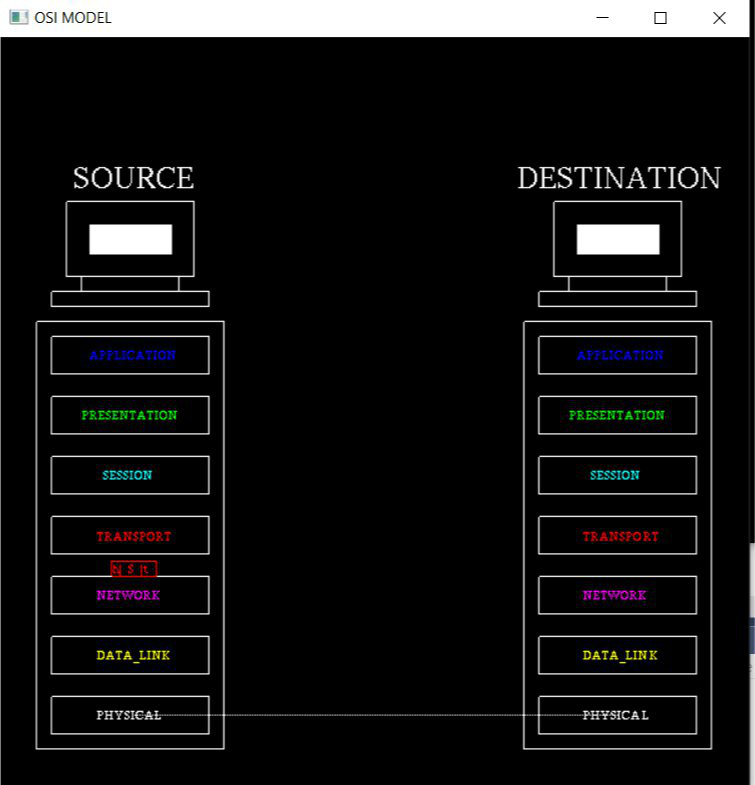 OSI MODEL
SOURCE
DESTINATION
APPLICATION
APPLICATION
PRESENTATION
PRESENTATION
SESSION
SESSION
TRANSPORT
TRANSPORT
NETWORK
NETWORK
DATA_LINK
DATA_LINK
PHYSICAL
PHYSICAL